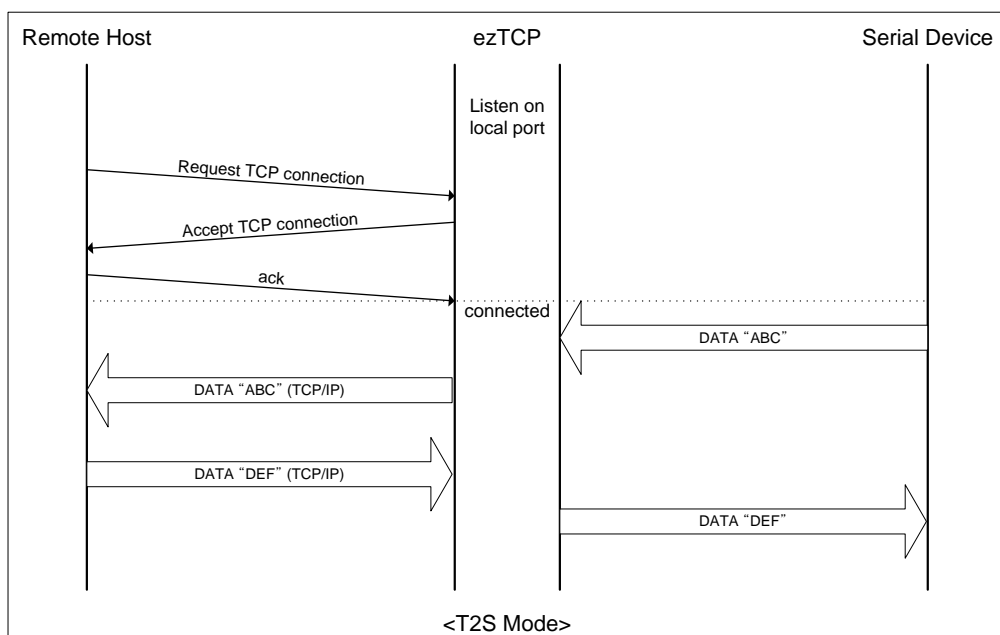 Remote Host
ezTCP
Serial Device
Listen on
local port
Request TCP connection
Accept TCP connection
ack
connected
DATA “ABC”
DATA “ABC” (TCP/IP)
DATA “DEF” (TCP/IP)
DATA “DEF”
<T2S Mode>